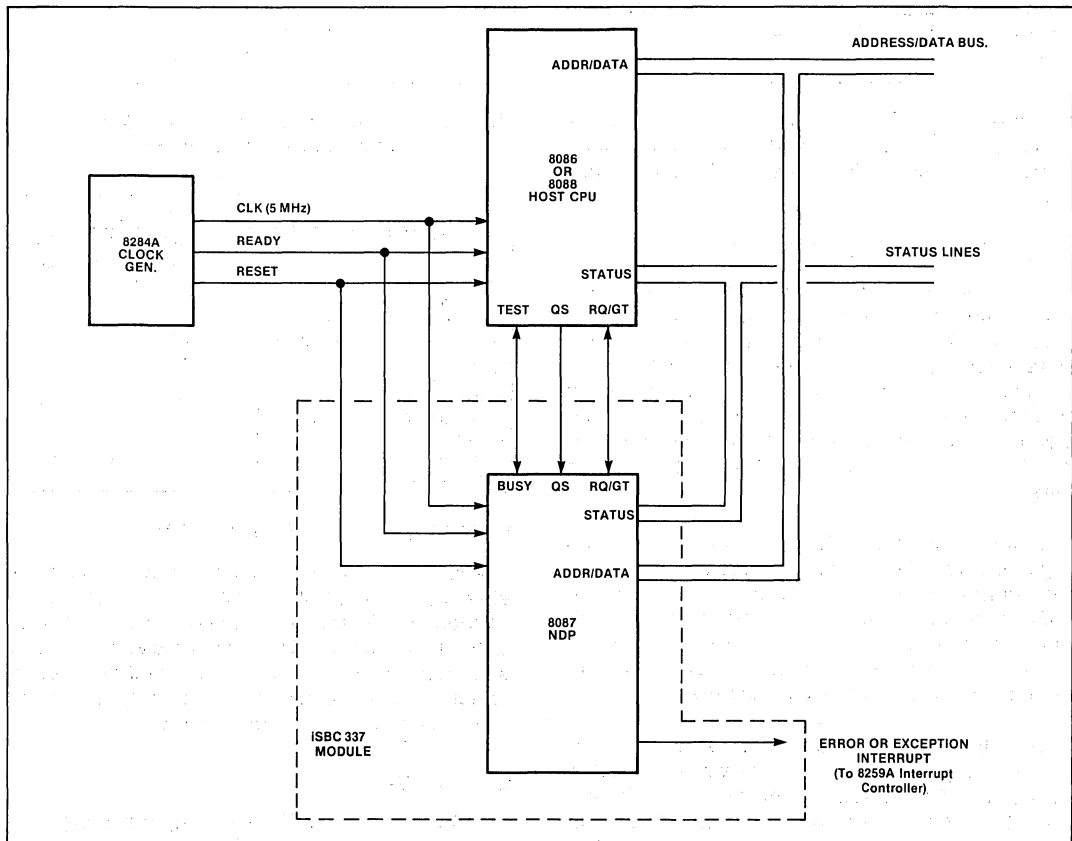 ADDRESS/DATA BUS.
ADDR/DATA
8086
OR
8088
HOST CPU
8284A
CLOCK
GEN.
CLK (5 MHz)
READY
RESET
STATUS LINES
STATUS
TEST QS RQ/GT
BUSY QS RQ/GT
STATUS
ADDR/DATA
8087
NDP
iSBC 337
MODULE
ERROR OR EXCEPTION
INTERRUPT
(To 8259A Interrupt
Controller)